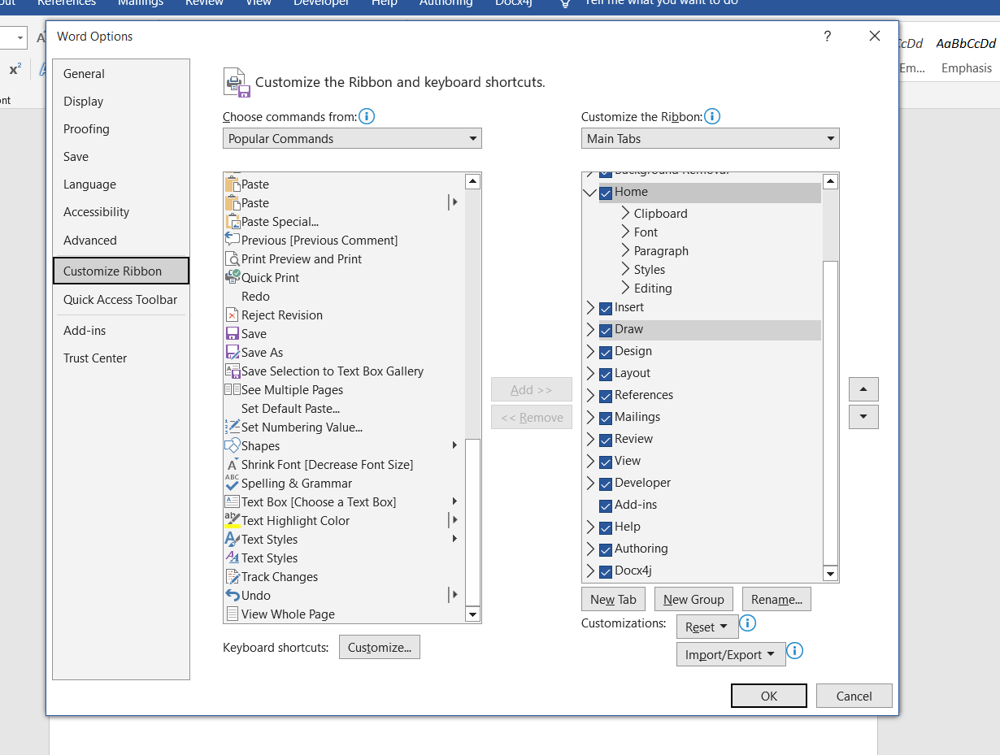 References Mailings Review View Developer Help Authoring Docx4j Tell me what you want to do
Word Options
?
x²
AaBbCcDd
Emphasis
General
Display
Proofing
Save
Language
Accessibility
Advanced
Customize Ribbon
Quick Access Toolbar
Add-ins
Trust Center
Customize the Ribbon and keyboard shortcuts.
Choose commands from:
Popular Commands
Paste
Paste
Paste Special...
Previous [Previous Comment]
Print Preview and Print
Quick Print
Redo
Reject Revision
Save
Save As
Save Selection to Text Box Gallery
See Multiple Pages
Set Default Paste...
Set Numbering Value...
Shapes
Shrink Font [Decrease Font Size]
Spelling & Grammar
Text Box [Choose a Text Box]
Text Highlight Color
Text Styles
Text Styles
Track Changes
Undo
View Whole Page
Keyboard shortcuts: Customize...
Add >>
<< Remove
Customize the Ribbon:
Main Tabs
Background Removal
Home
Clipboard
Font
Paragraph
Styles
Editing
Insert
Draw
Design
Layout
References
Mailings
Review
View
Developer
Add-ins
Help
Authoring
Docx4j
New Tab New Group Rename...
Customizations: Reset
Import/Export
OK Cancel